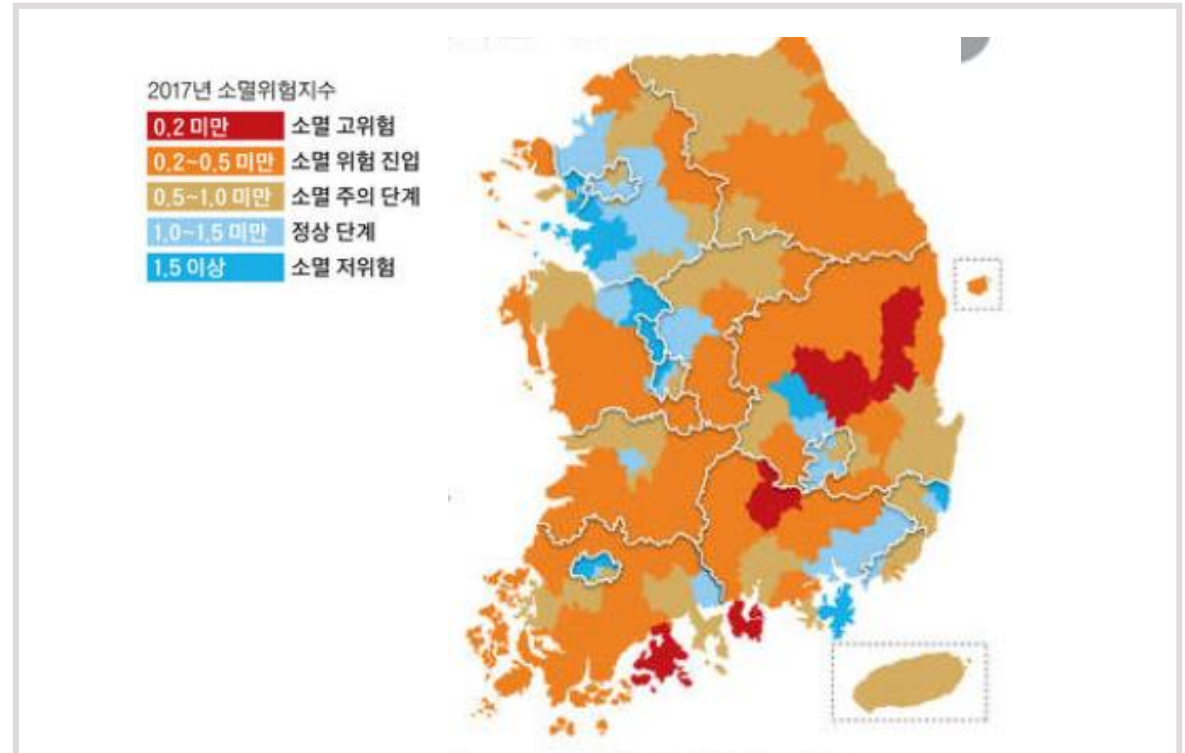 2017년 소멸위험지수
0.2 미만 소멸 고위험
0.2~0.5 미만 소멸 위험 진입
0.5~1.0 미만 소멸 주의 단계
1.0~1.5 미만 정상 단계
1.5 이상 소멸 저위험